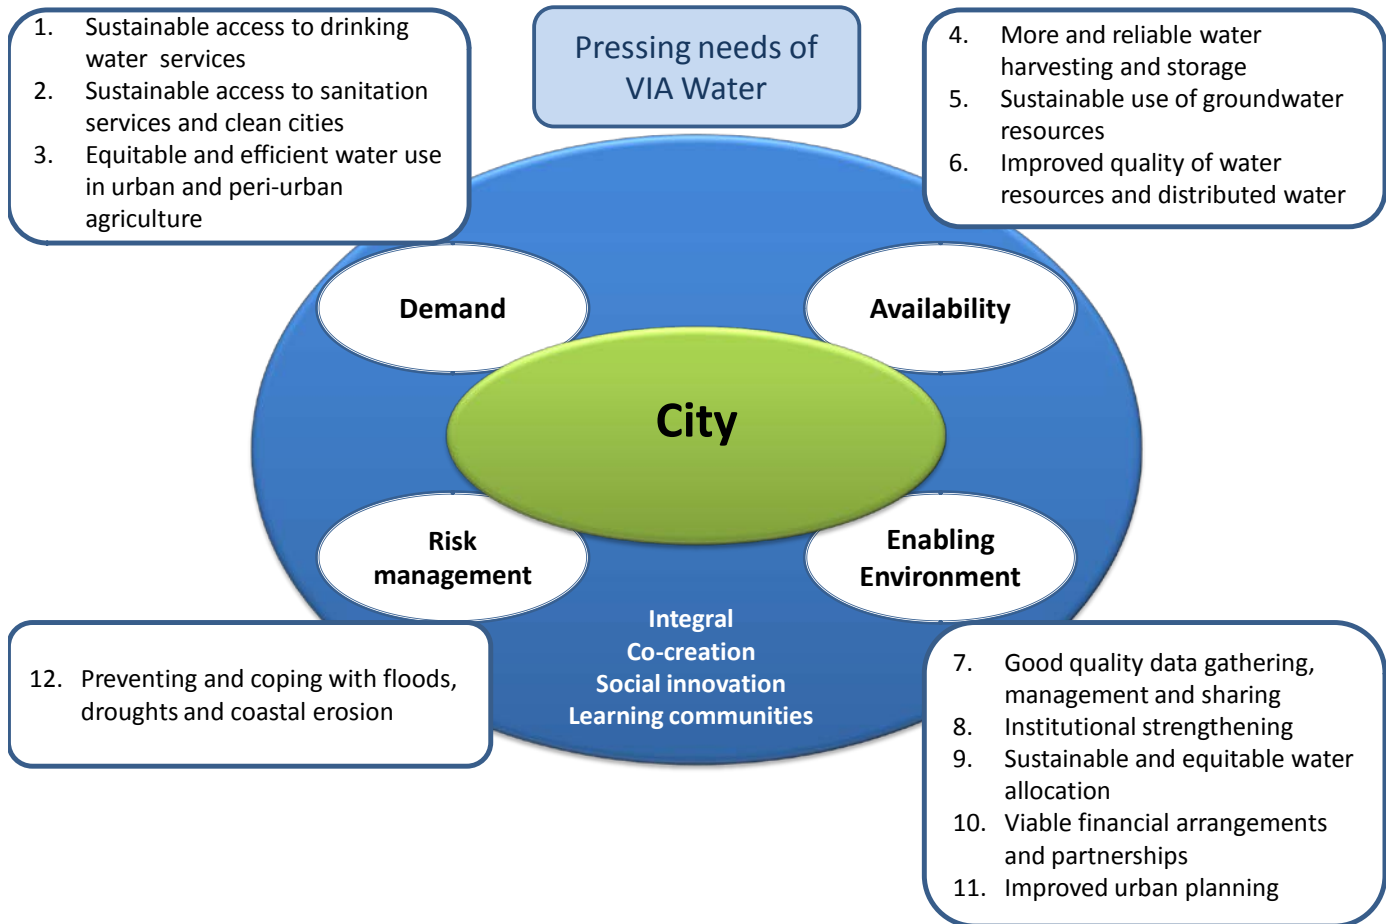 1. Sustainable access to drinking
water services
2. Sustainable access to sanitation
services and clean cities
3. Equitable and efficient water use
in urban and peri-urban
agriculture
Pressing needs of
VIA Water
4. More and reliable water
harvesting and storage
5. Sustainable use of groundwater
resources
6. Improved quality of water
resources and distributed water
Demand
Availability
City
Risk
management
Enabling
Environment
Integral
Co-creation
Social innovation
Learning communities
12. Preventing and coping with floods,
droughts and coastal erosion
7. Good quality data gathering,
management and sharing
8. Institutional strengthening
9. Sustainable and equitable water
allocation
10. Viable financial arrangements
and partnerships
11. Improved urban planning